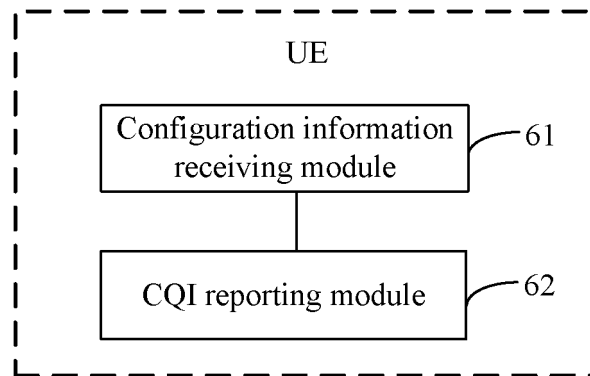 UE
Configuration information
receiving module
61
CQI reporting module
62